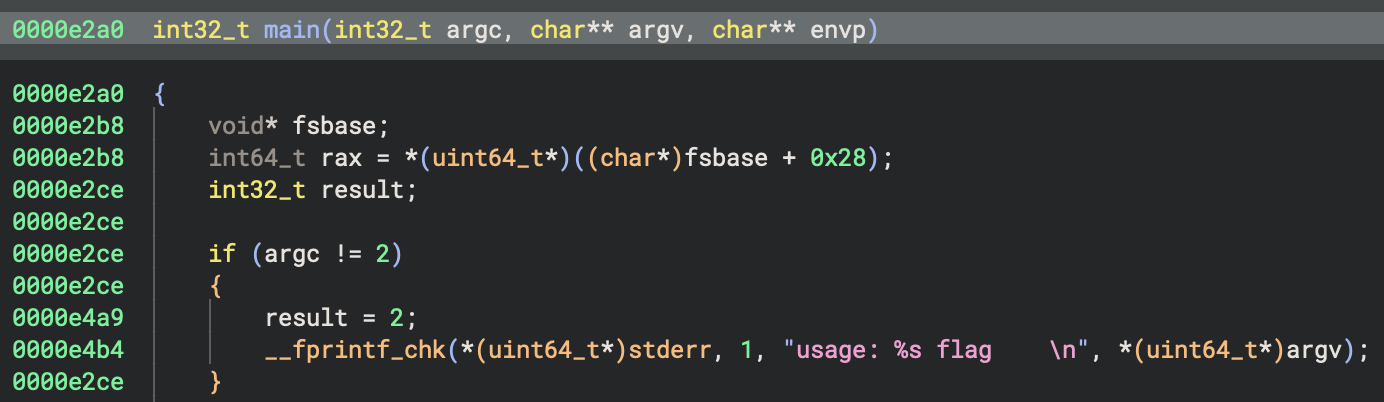 0000e2a0 int32_t main(int32_t argc, char** argv, char** envp)
0000e2a0 {
0000e2b8 void* fsbase;
0000e2b8 int64_t rax = *(uint64_t*)((char*)fsbase + 0x28);
0000e2ce int32_t result;
0000e2ce
0000e2ce if (argc != 2)
0000e2ce {
0000e4a9 result = 2;
0000e4b4 __fprintf_chk(*(uint64_t*)stderr, 1, "usage: %s flag    \n", *(uint64_t*)argv);
0000e2ce }